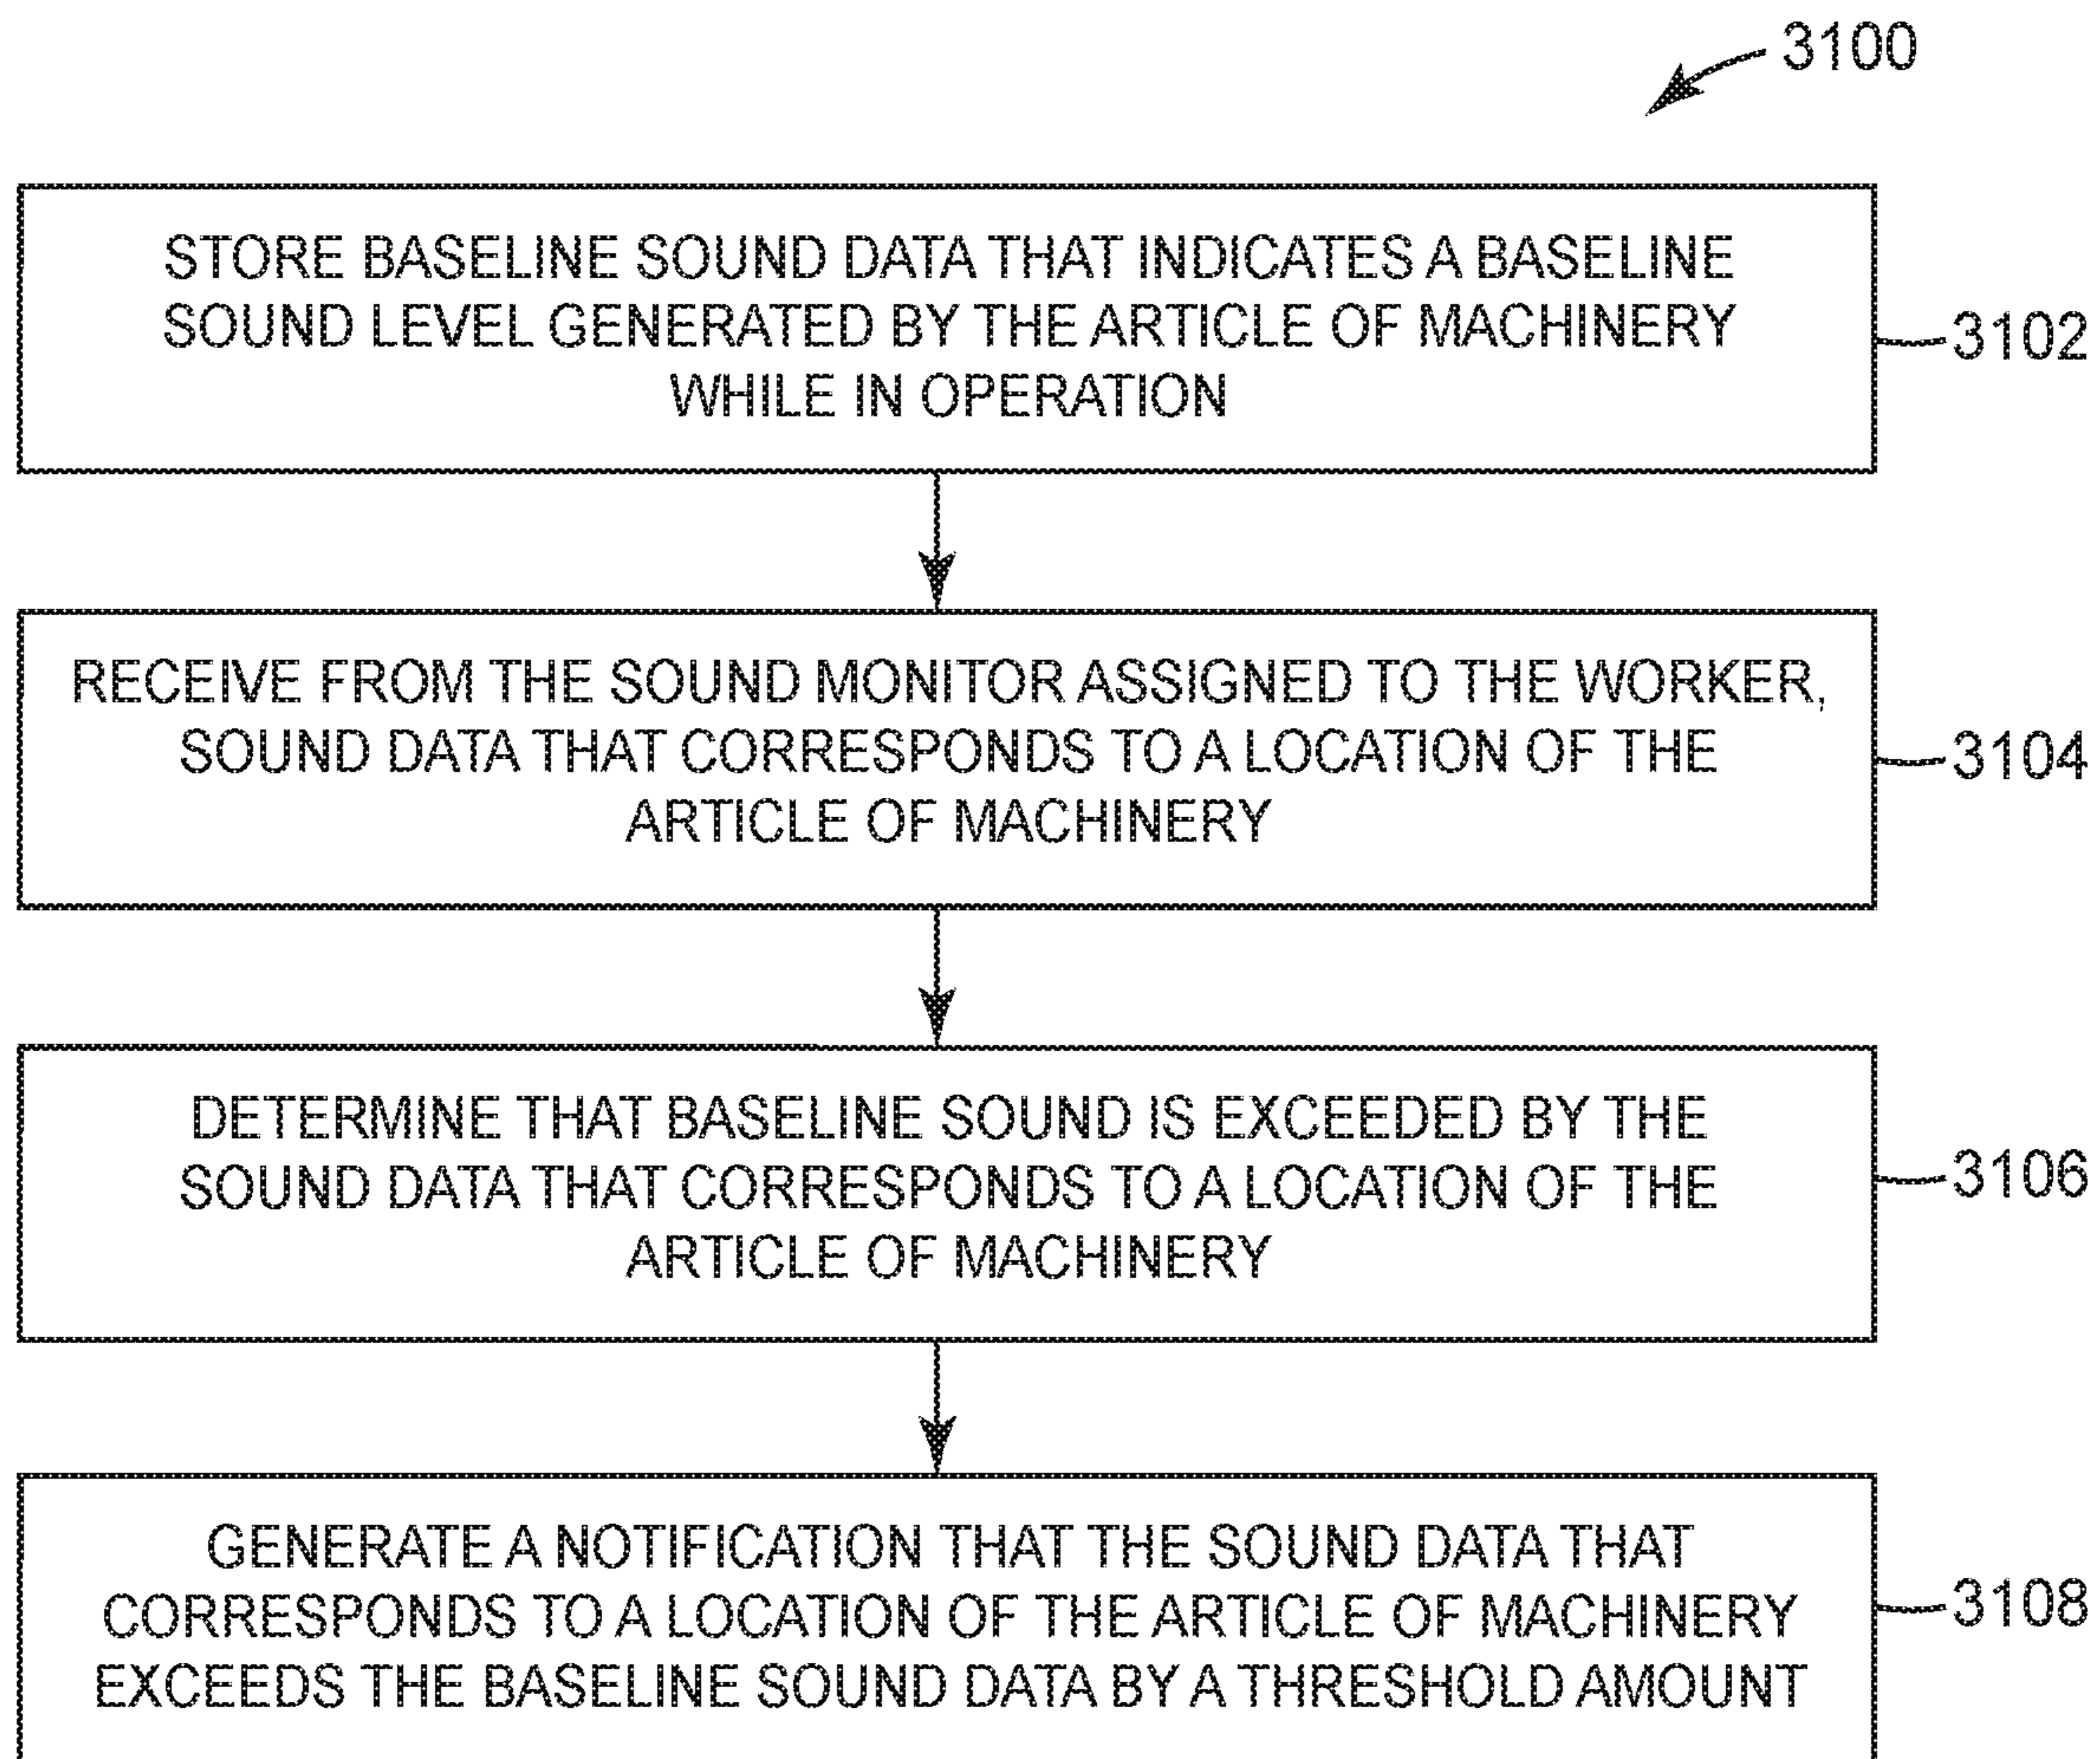 3100
STORE BASELINE SOUND DATA THAT INDICATES A BASELINE
SOUND LEVEL GENERATED BY THE ARTICLE OF MACHINERY
WHILE IN OPERATION
3102
RECEIVE FROM THE SOUND MONITOR ASSIGNED TO THE WORKER,
SOUND DATA THAT CORRESPONDS TO A LOCATION OF THE
ARTICLE OF MACHINERY
3104
DETERMINE THAT BASELINE SOUND IS EXCEEDED BY THE
SOUND DATA THAT CORRESPONDS TO A LOCATION OF THE
ARTICLE OF MACHINERY
3106
GENERATE A NOTIFICATION THAT THE SOUND DATA THAT
CORRESPONDS TO A LOCATION OF THE ARTICLE OF MACHINERY
EXCEEDS THE BASELINE SOUND DATA BY A THRESHOLD AMOUNT
3108